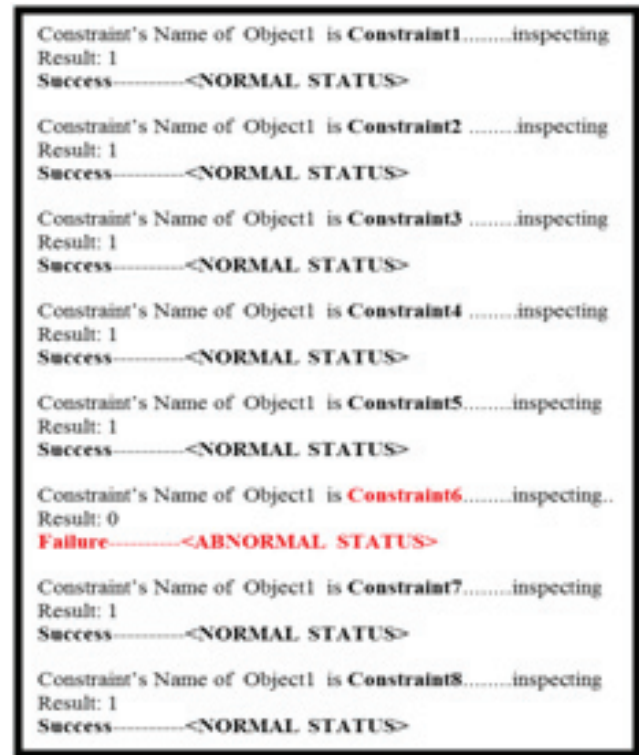 Constraint's Name of Object1 is Constraint1.........inspecting
Result: 1
Success----------<NORMAL STATUS>
Constraint's Name of Object1 is Constraint2 .........inspecting
Result: 1
Success----------<NORMAL STATUS>
Constraint's Name of Object1 is Constraint3 .........inspecting
Result: 1
Success----------<NORMAL STATUS>
Constraint's Name of Object1 is Constraint4 .........inspecting
Result: 1
Success----------<NORMAL STATUS>
Constraint's Name of Object1 is Constraint5.........inspecting
Result: 1
Success----------<NORMAL STATUS>
Constraint's Name of Object1 is Constraint6.........inspecting..
Result: 0
Failure----------<ABNORMAL STATUS>
Constraint's Name of Object1 is Constraint7.........inspecting
Result: 1
Success----------<NORMAL STATUS>
Constraint's Name of Object1 is Constraint8.........inspecting
Result: 1
Success----------<NORMAL STATUS>